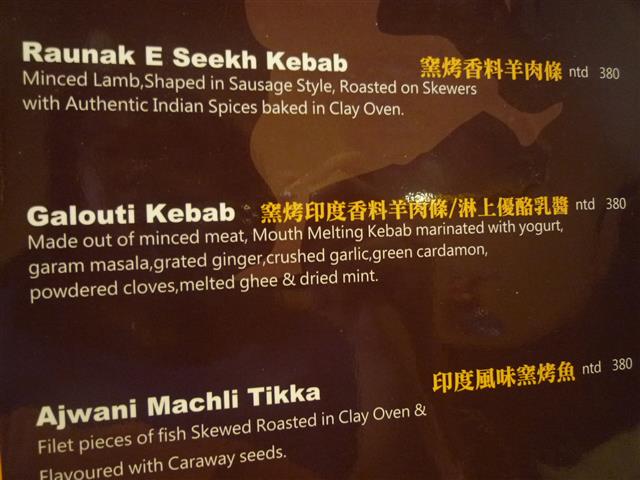 Raunak E Seekh Kebab 窯烤香料羊肉條 ntd 380
Minced Lamb,Shaped in Sausage Style, Roasted on Skewers
with Authentic Indian Spices baked in Clay Oven.
Galouti Kebab 窯烤印度香料羊肉條/淋上優酪乳醬 ntd 380
Made out of minced meat, Mouth Melting Kebab marinated with yogurt,
garam masala,grated ginger,crushed garlic,green cardamon,
powdered cloves,melted ghee & dried mint.
Ajwani Machli Tikka 印度風味窯烤魚 ntd 380
Filet pieces of fish Skewed Roasted in Clay Oven &
Flavoured with Caraway seeds.